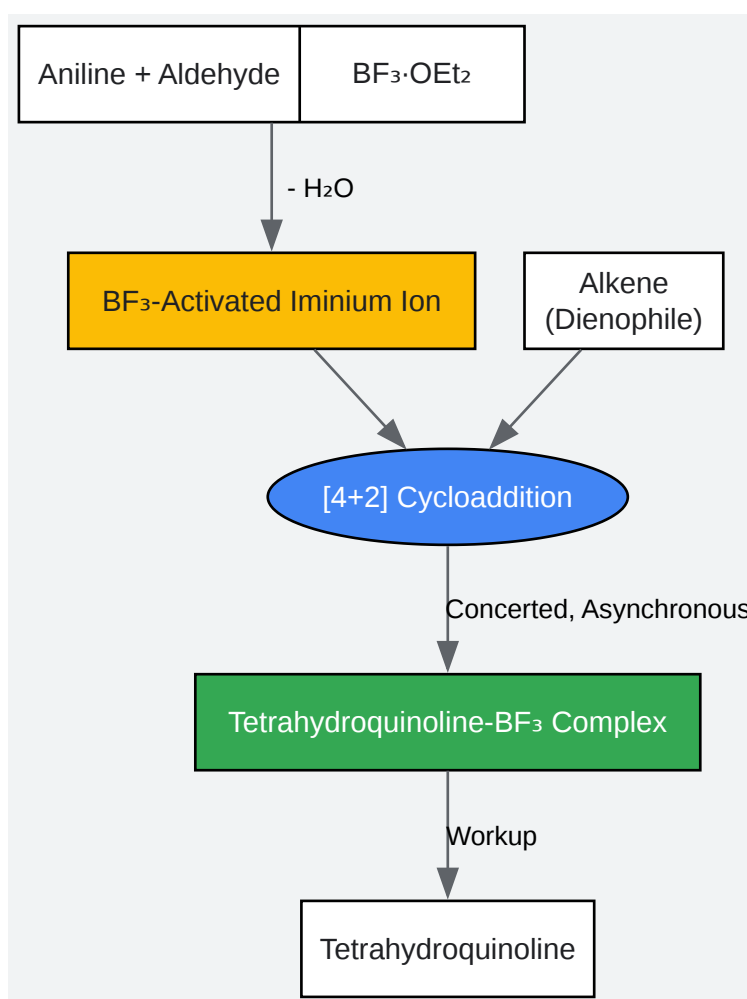 Aniline + Aldehyde
BF₃·OEt₂
- H₂O
BF₃-Activated Iminium Ion
Alkene
(Dienophile)
[4+2] Cycloaddition
Concerted, Asynchronous
Tetrahydroquinoline-BF₃ Complex
Workup
Tetrahydroquinoline